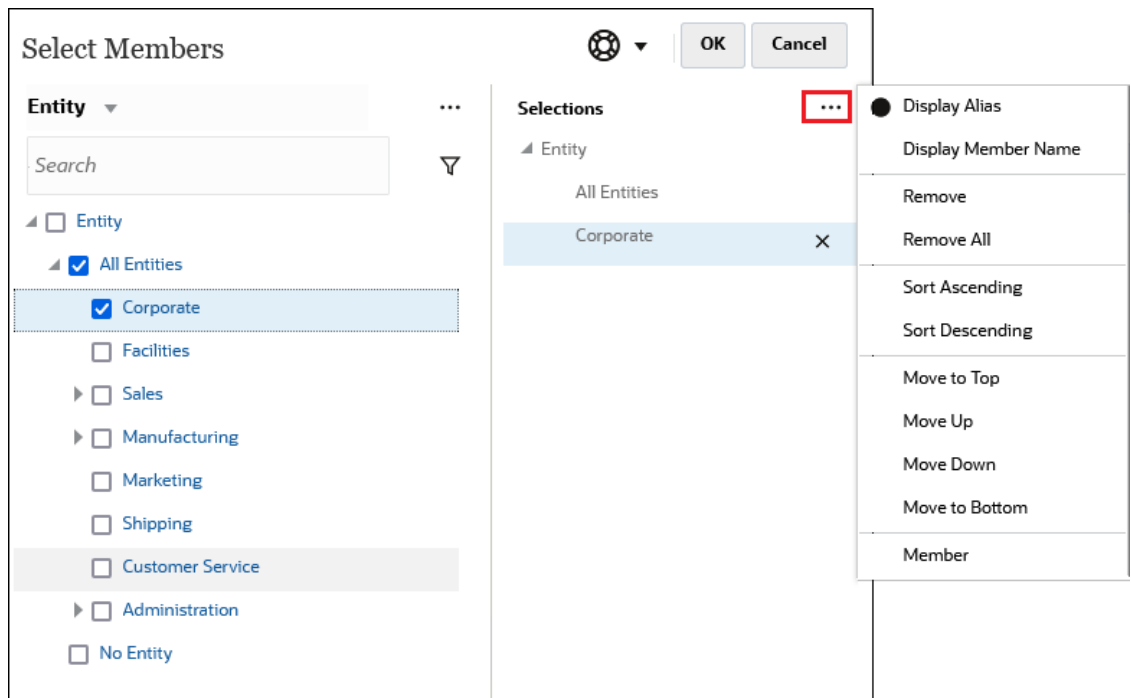 Select Members
OK
Cancel
Entity
Search
Entity
All Entities
Corporate
Facilities
Sales
Manufacturing
Marketing
Shipping
Customer Service
Administration
No Entity
Selections
Entity
All Entities
Corporate
Display Alias
Display Member Name
Remove
Remove All
Sort Ascending
Sort Descending
Move to Top
Move Up
Move Down
Move to Bottom
Member